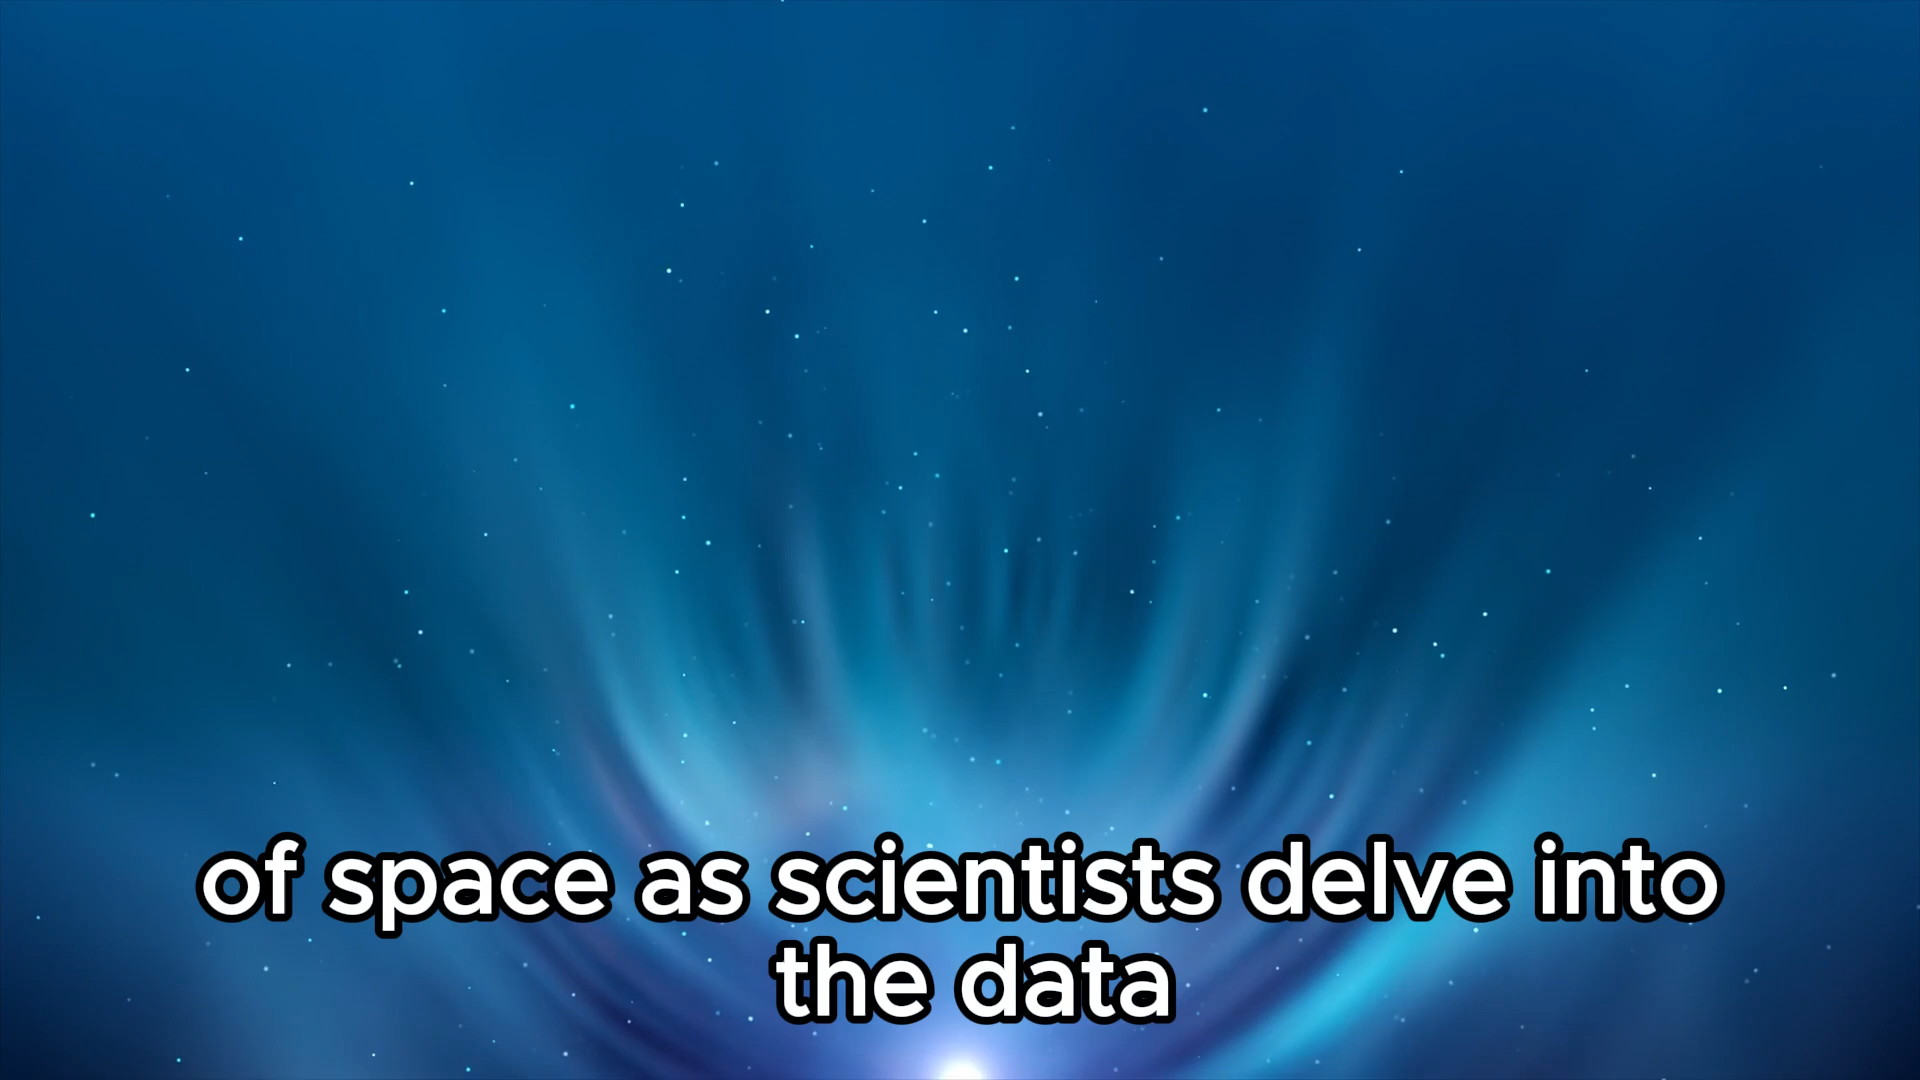 of space as scientists delve into
the data